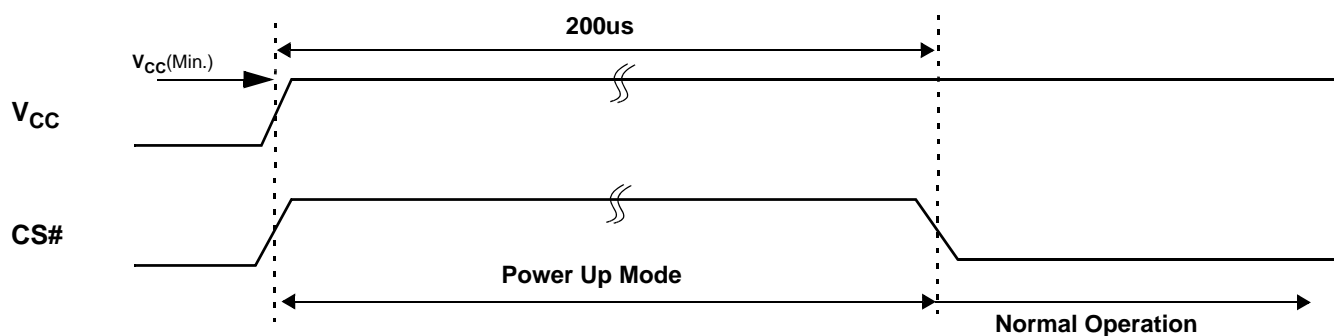 200us
VCC(Min.)
VCC
CS#
Power Up Mode
Normal Operation